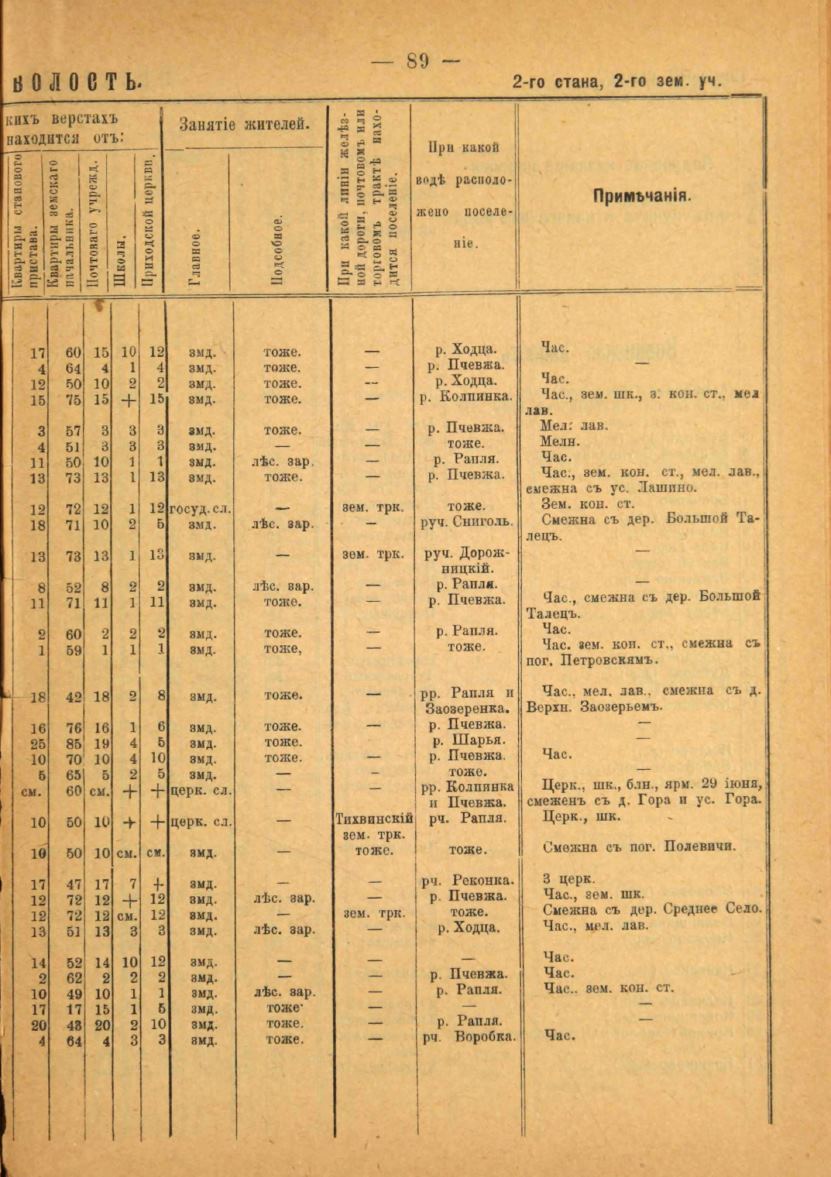 — 89 —
ВОЛОСТЬ.
2-го стана, 2-го зем. уч.
кихъ верстахъ
находится отъ:
Занятіе жителей.
При какой линіи желѣз-
ной дороги, почтовомъ или
торговомъ трактѣ нахо-
дится поселеніе.
При какой
водѣ располо-
жено поселе-
ніе.
Примѣчанія.
Квартиры станового
пристава.
Квартиры земскаго
начальника.
Почтоваго учрежд.
Школы.
Приходской церкви.
Главное.
Подсобное.
17 60 15 10 12 змд. тоже. — р. Ходца. Час.
4 64 4 1 4 змд. тоже. — р. Пчевжа. —
12 50 10 2 2 змд. тоже. -- р. Ходца. Час.
15 75 15 + 15 змд. тоже. — р. Колпинка. Час., зем. шк., з. кон. ст., мел
лав.
3 57 3 3 3 змд. тоже. — р. Пчевжа. Мел: лав.
4 51 3 3 3 змд. — — тоже. Мелн.
11 50 10 1 1 змд. лѣс. зар. — р. Рапля. Час.
13 73 13 1 13 змд. тоже. — р. Пчевжа. Час., зем. кон. ст., мел. лав.,
смежна съ ус. Лашино.
12 72 12 1 12 госуд. сл. — зем. трк. тоже. Зем. кон. ст.
18 71 10 2 5 змд. лѣс. зар. – руч. Сниголь. Смежна съ дер. Большой Та-
лецъ.
13 73 13 1 13 змд. — зем. трк. руч. Дорож- —
ницкій.
8 52 8 2 2 змд. лѣс. зар. — р. Рапля. —
11 71 11 1 11 змд. тоже. — р. Пчевжа. Час., смежна съ дер. Большой
Талецъ.
2 60 2 2 2 змд. тоже. — р. Рапля. Час.
1 59 1 1 1 змд. тоже, — тоже. Час. зем. кон. ст., смежна съ
пог. Петровскямъ.
18 42 18 2 8 змд. тоже. — рр. Рапля и Час., мел. лав., смежна съ д.
Заозеренка. Верхн. Заозерьемъ.
16 76 16 1 6 змд. тоже. — р. Пчевжа. —
25 85 19 4 5 змд. тоже. р. Шарья. —
10 70 10 4 10 змд. тоже. — р. Пчевжа. Час.
5 65 5 2 5 змд. — – тоже.
см. 60 см. + + церк. сл. — — рр. Колпинка Церк., шк., блн., ярм. 29 іюня,
и Пчевжа. смеженъ съ д. Гора и ус. Гора.
10 50 10 + + церк. сл. — Тихвинскій рч. Рапля. Церк., шк.
зем. трк.
10 50 10 см. см. змд. — тоже. тоже. Смежна съ пог. Полевичи.
17 47 17 7 + змд. — — рч. Реконка. 3 церк.
12 72 12 + 12 змд. лѣс. зар. — р. Пчевжа. Час., зем. шк.
12 72 12 см. 12 змд. — зем. трк. тоже. Смежна съ дер. Среднее Село.
13 51 13 3 3 змд. лѣс. зар. — р. Ходца. Час., мел. лав.
14 52 14 10 12 змд. — — — Час.
2 62 2 2 2 змд. — — р. Пчевжа. Час.
10 49 10 1 1 змд. лѣс. зар. — р. Рапля. Час.. зем. кон. ст.
17 17 15 1 5 змд. тоже· — — —
20 43 20 2 10 змд. тоже. — р. Рапля. —
4 64 4 3 3 змд. тоже. — рч. Воробка. Час.